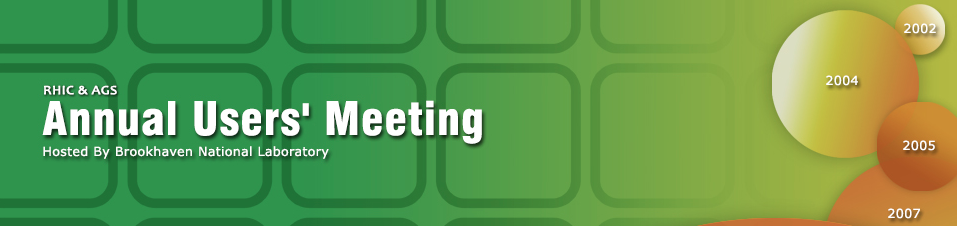 RHIC & AGS
Annual Users' Meeting
Hosted By Brookhaven National Laboratory
2002
2004
2005
2007